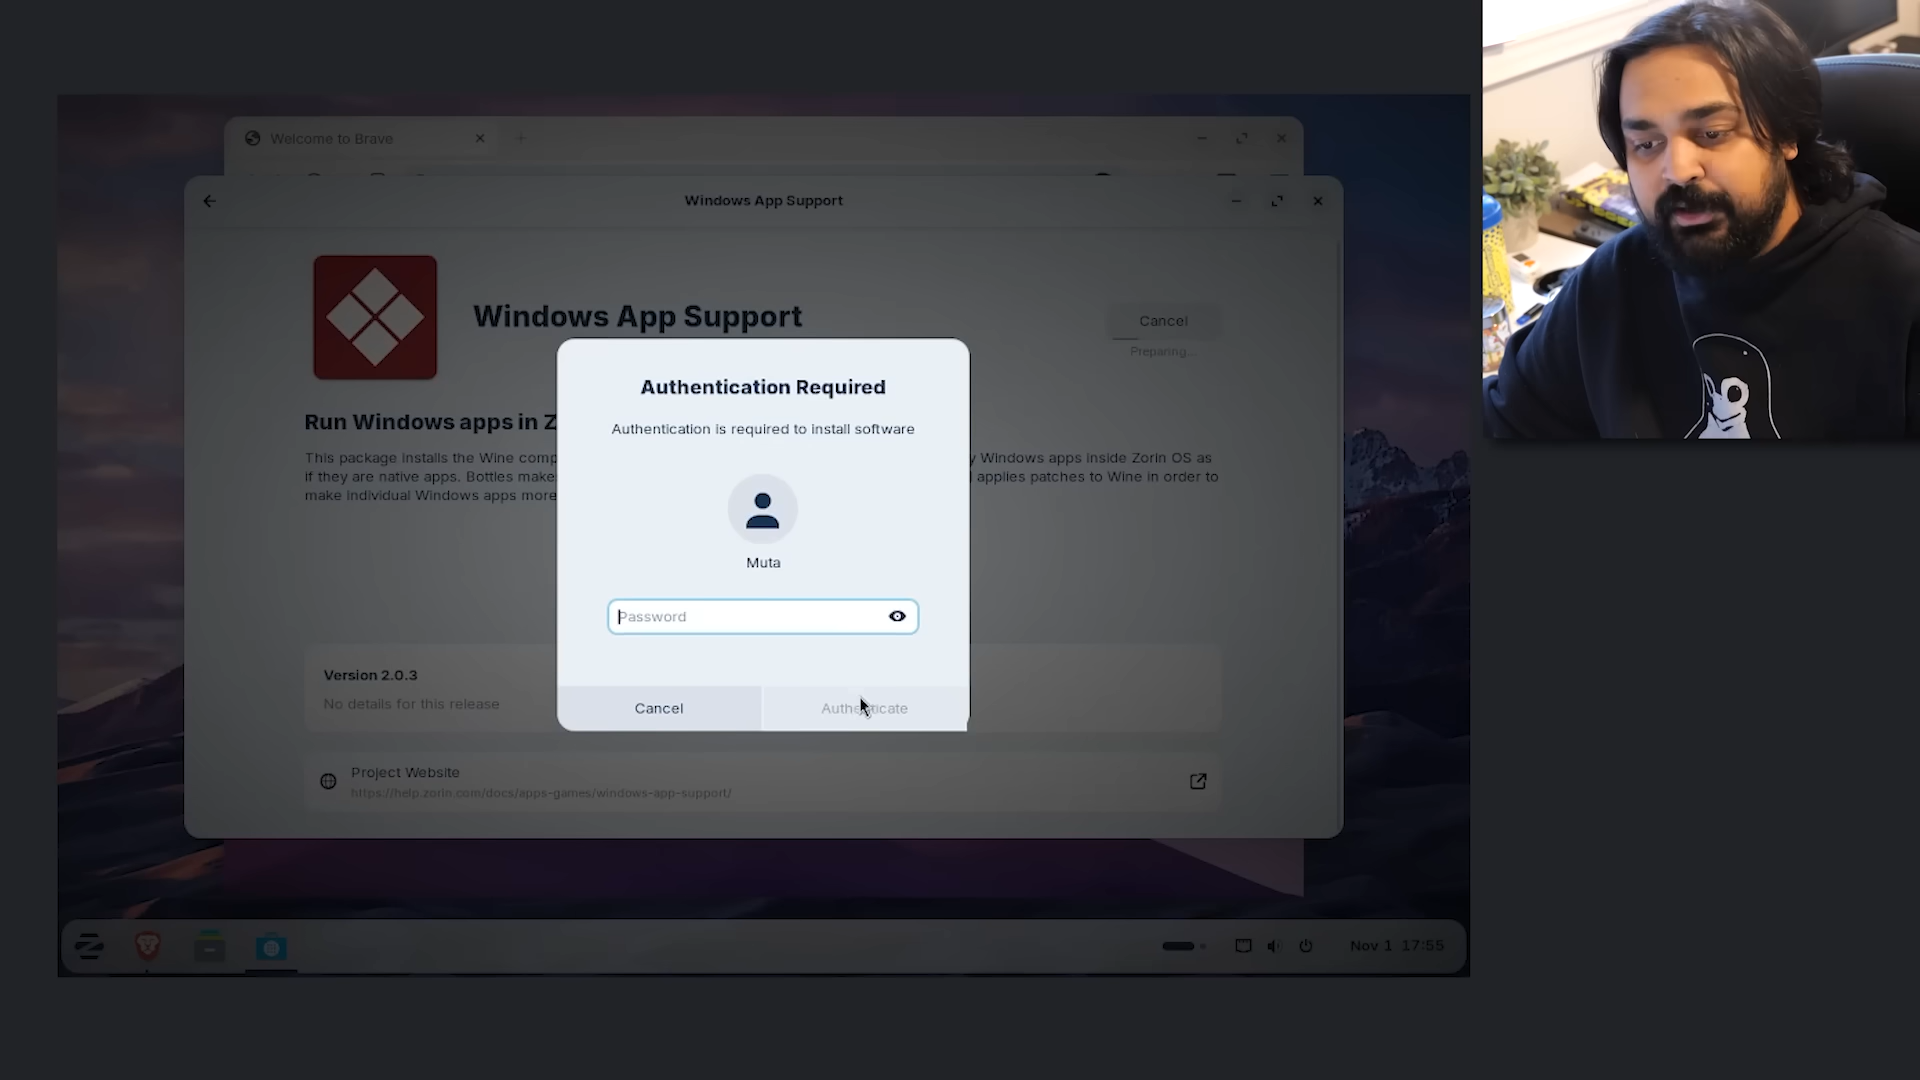 Welcome to Brave
Windows App Support
Windows App Support
Cancel
Preparing...
Authentication Required
Authentication is required to install software
Run Windows apps in Z
This package installs the Wine comp
y Windows apps inside Zorin OS as
if they are native apps. Bottles make
applies patches to Wine in order to
make individual Windows apps more
Muta
Password
Version 2.0.3
No details for this release
Cancel
Authenticate
Project Website
https://help.zorin.com/docs/apps-games/windows-app-support/
Nov 1 17:55